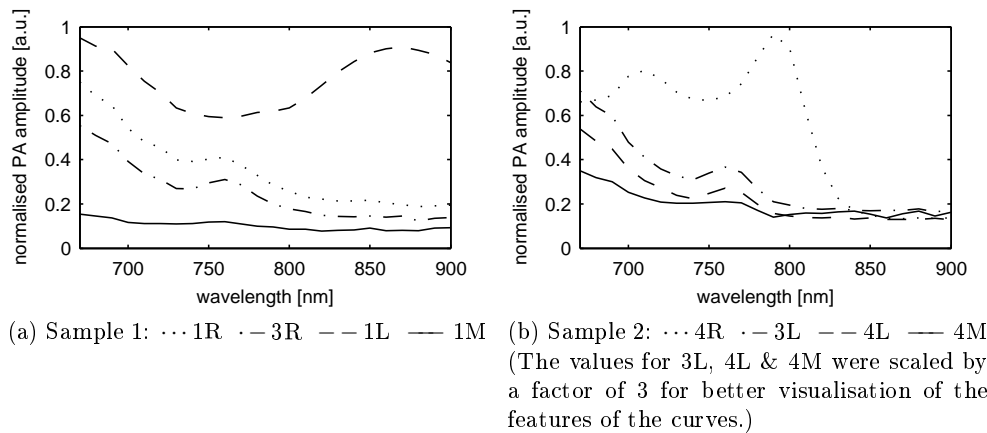 normalised PA amplitude [a.u.]
1
0.8
0.6
0.4
0.2
0
700 750 800 850 900
wavelength [nm]
(a) Sample 1: ··· 1R ·− 3R −− 1L — 1M
normalised PA amplitude [a.u.]
1
0.8
0.6
0.4
0.2
0
700 750 800 850 900
wavelength [nm]
(b) Sample 2: ··· 4R ·− 3L −− 4L — 4M
(The values for 3L, 4L & 4M were scaled by
a factor of 3 for better visualisation of the
features of the curves.)